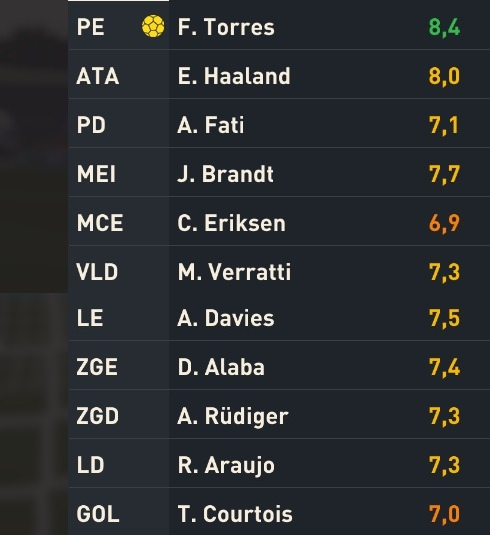 PE F. Torres 8,4
ATA E. Haaland 8,0
PD A. Fati 7,1
MEI J. Brandt 7,7
MCE C. Eriksen 6,9
VLD M. Verratti 7,3
LE A. Davies 7,5
ZGE D. Alaba 7,4
ZGD A. Rüdiger 7,3
LD R. Araujo 7,3
GOL T. Courtois 7,0